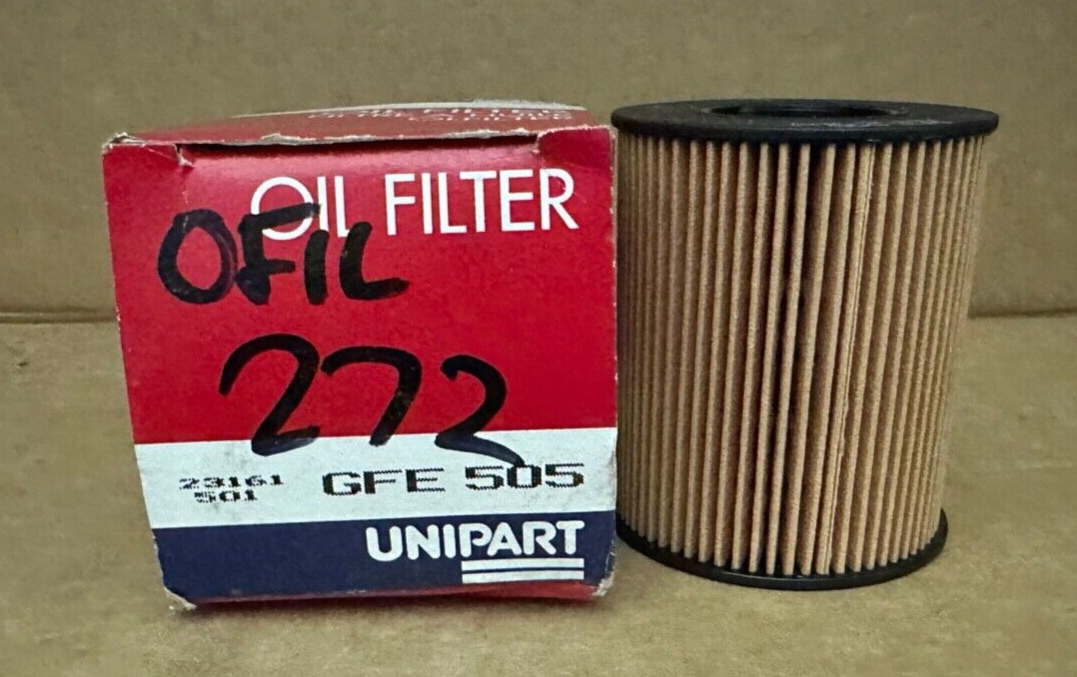 OIL FILTER
OFIL
272
23161
501
GFE 505
UNIPART